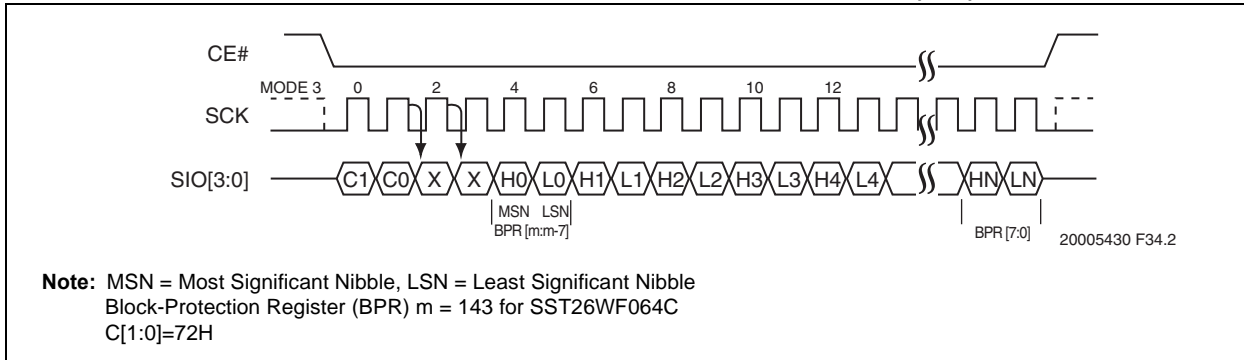 CE#
MODE 3 0 2 4 6 8 10 12
SCK
SIO[3:0] C1 C0 X X H0 L0 H1 L1 H2 L2 H3 L3 H4 L4 HN LN
MSN LSN
BPR [m:m-7] BPR [7:0]
20005430 F34.2
Note: MSN = Most Significant Nibble, LSN = Least Significant Nibble
Block-Protection Register (BPR) m = 143 for SST26WF064C
C[1:0]=72H